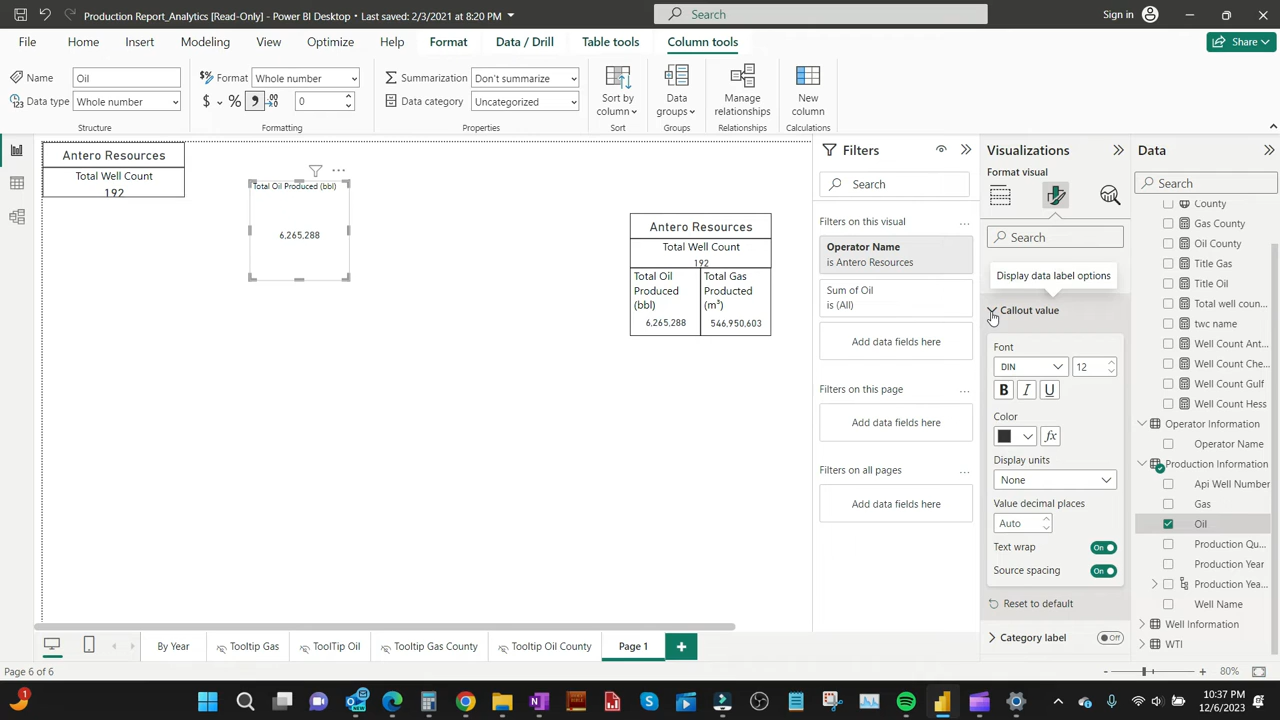 Production Report_Analytics [Read-Only] - Power BI Desktop • Last saved: 2/3/2021 at 8:20 PM
Search
Sign in
File
Home
Insert
Modeling
View
Optimize
Help
Format
Data / Drill
Table tools
Column tools
Share
Name
Oil
Format
Whole number
Summarization
Don't summarize
Data type
Whole number
$
%
0
Data category
Uncategorized
Sort by
column
Data
groups
Manage
relationships
New
column
Structure
Formatting
Properties
Sort
Groups
Relationships
Calculations
Antero Resources
Total Well Count
192
Total Oil Produced (bbl)
6,265,288
Antero Resources
Total Well Count
192
Total Oil
Produced
(bbl)
6,265,288
Total Gas
Producted
(m³)
546,950,603
Filters
Search
Filters on this visual
Operator Name
is Antero Resources
Sum of Oil
is (All)
Add data fields here
Filters on this page
Add data fields here
Filters on all pages
Add data fields here
Visualizations
Format visual
Search
Display data label options
Callout value
Font
DIN
12
B
I
U
Color
fx
Display units
None
Value decimal places
Auto
Text wrap
On
Source spacing
On
Reset to default
Category label
Off
Data
Search
County
Gas County
Oil County
Title Gas
Title Oil
Total well coun...
twc name
Well Count Ant...
Well Count Che...
Well Count Gulf
Well Count Hess
Operator Information
Operator Name
Production Information
Api Well Number
Gas
Oil
Production Qu...
Production Year
Production Yea...
Well Name
Well Information
WTI
By Year
Tooltip Gas
ToolTip Oil
Tooltip Gas County
Tooltip Oil County
Page 1
Page 6 of 6
80%
1
10:37 PM
12/6/2023